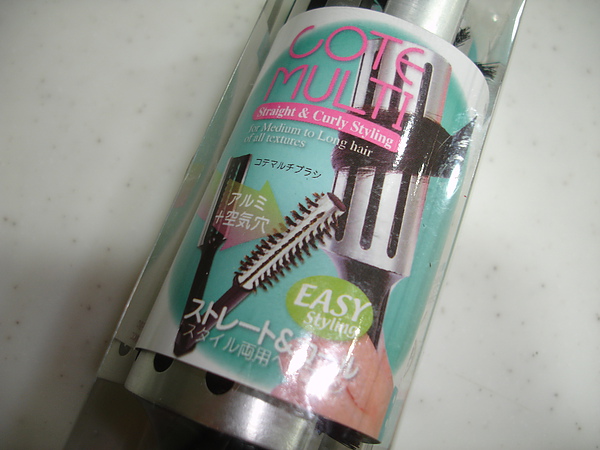 COTE
MULTI
Straight & Curly Styling
for Medium to Long hair
of all textures
コテマルチブラシ
アルミ
+空気穴
EASY
Styling
ストレート&カール
スタイル両用ヘ